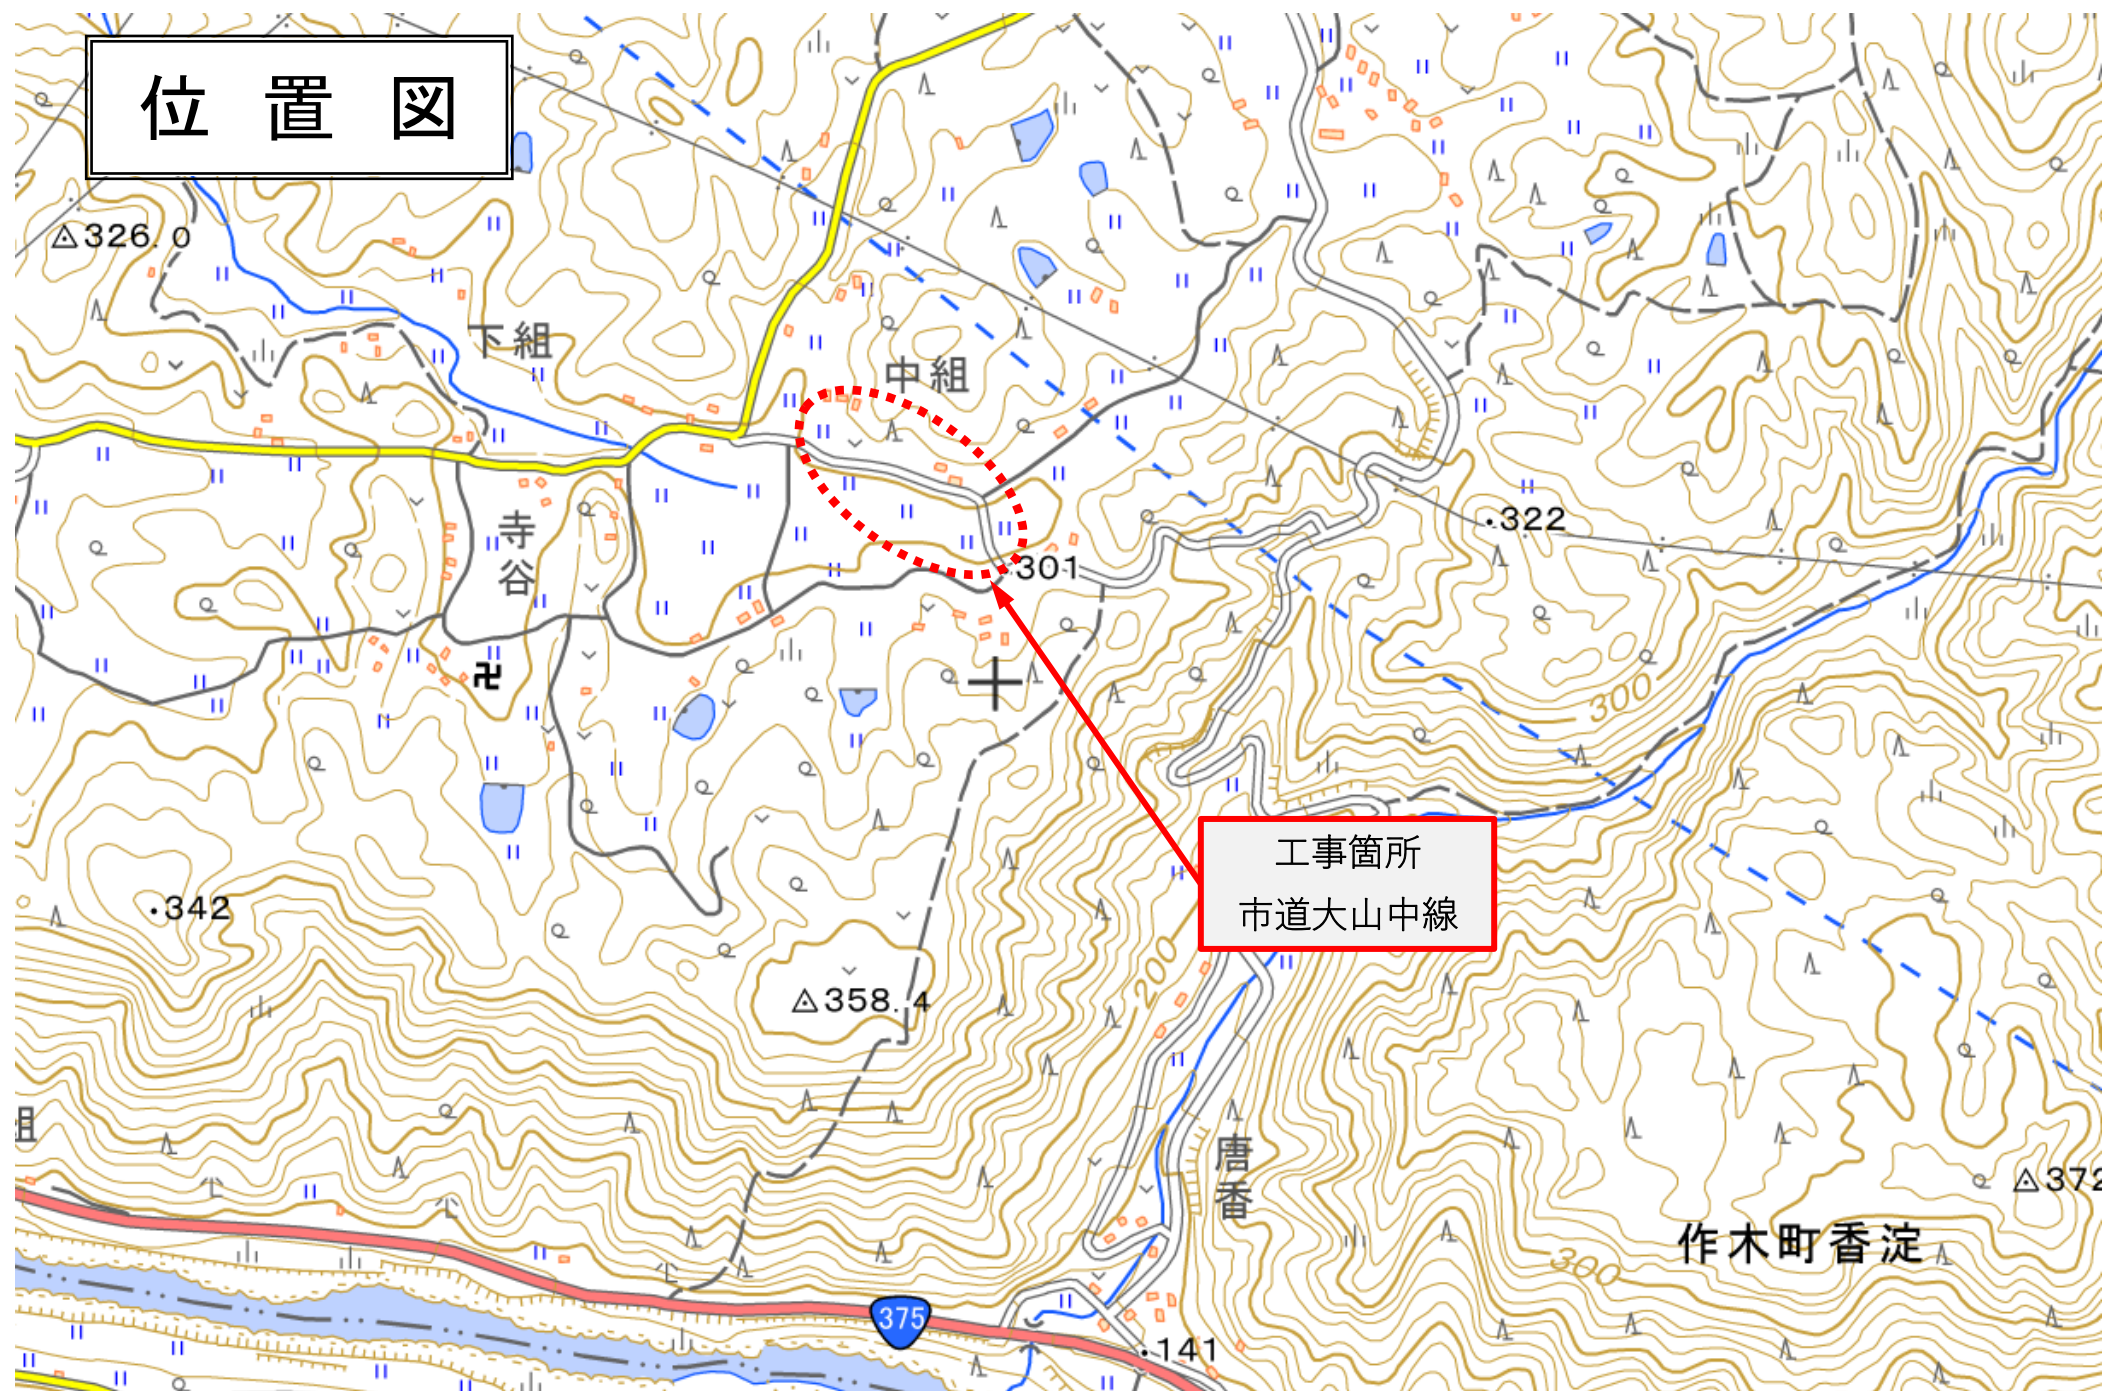 位 置 図
326.0
下組
中組
322
寺谷
301
300
工事箇所
市道大山中線
342
200
358.4
組
唐香
372
作木町香淀
300
375
141